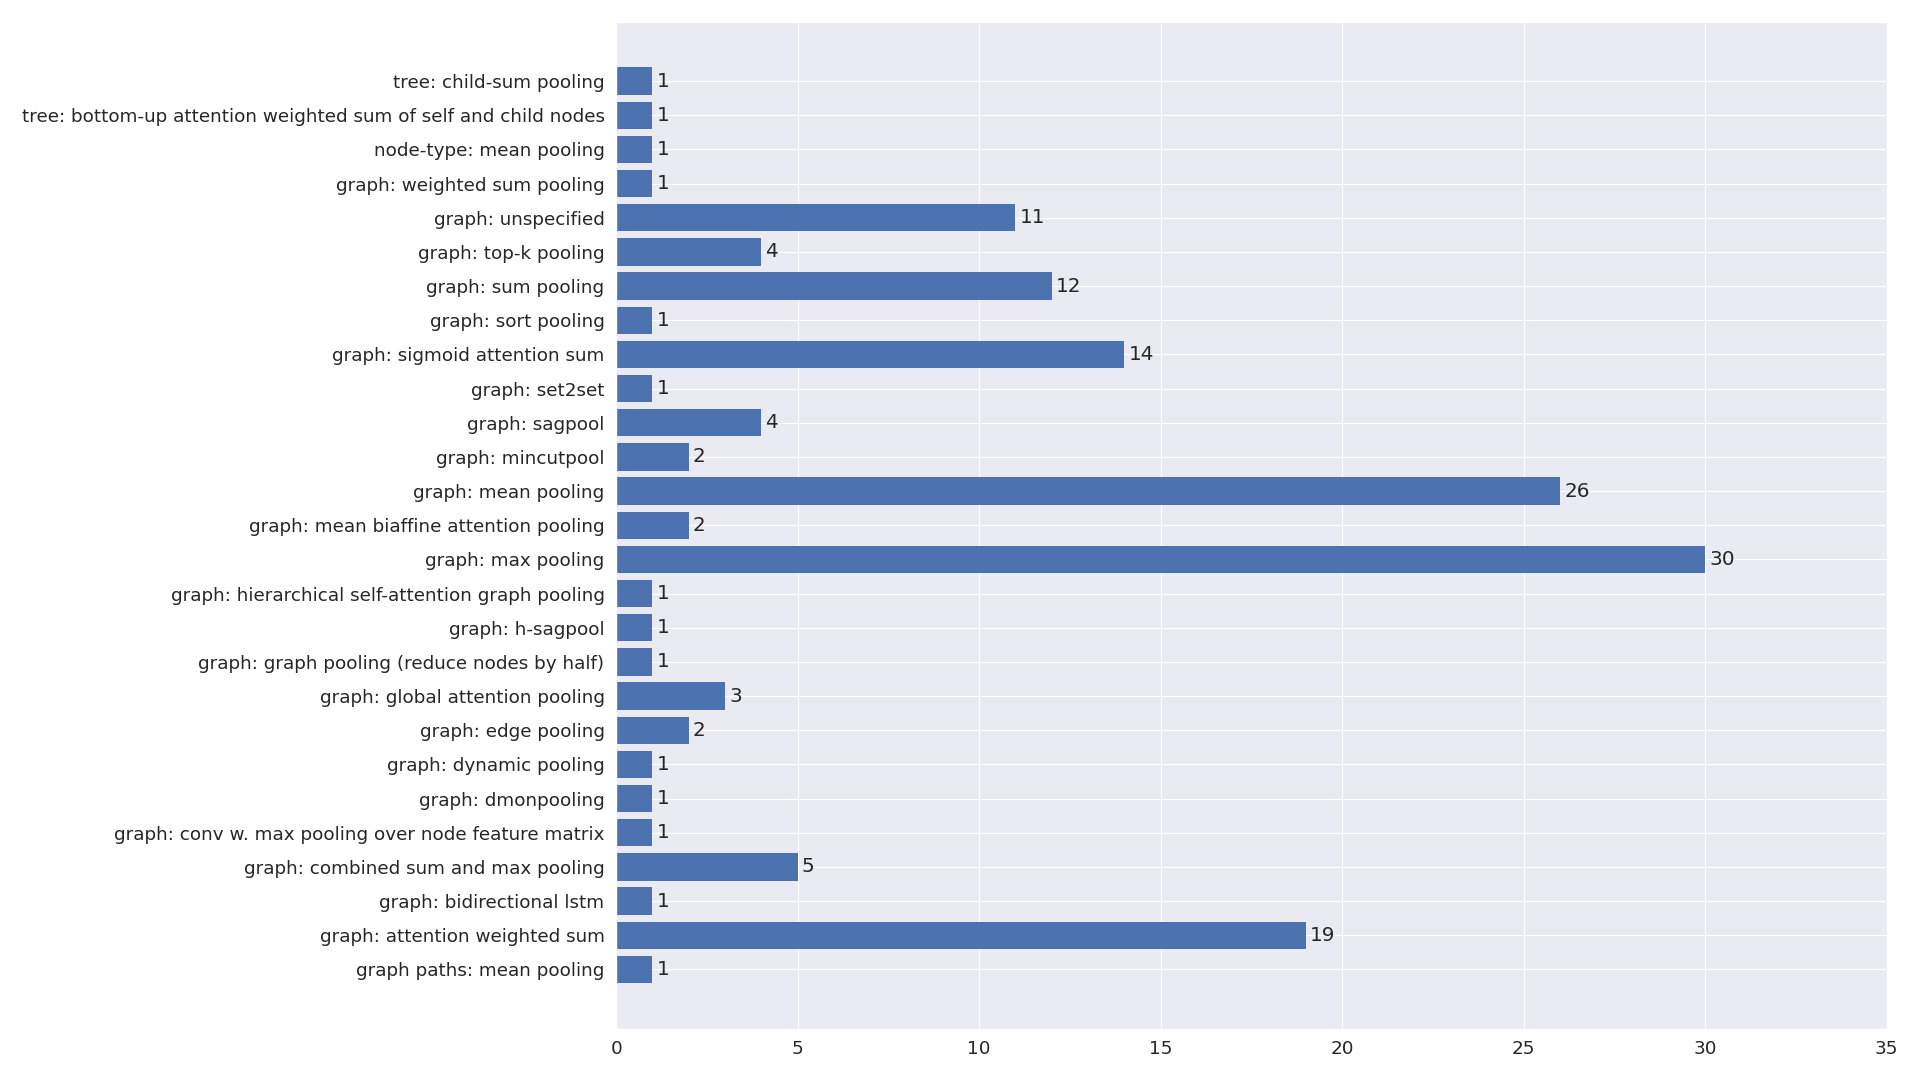 tree: child-sum pooling 1
tree: bottom-up attention weighted sum of self and child nodes 1
node-type: mean pooling 1
graph: weighted sum pooling 1
graph: unspecified 11
graph: top-k pooling 4
graph: sum pooling 12
graph: sort pooling 1
graph: sigmoid attention sum 14
graph: set2set 1
graph: sagpool 4
graph: mincutpool 2
graph: mean pooling 26
graph: mean biaffine attention pooling 2
graph: max pooling 30
graph: hierarchical self-attention graph pooling 1
graph: h-sagpool 1
graph: graph pooling (reduce nodes by half) 1
graph: global attention pooling 3
graph: edge pooling 2
graph: dynamic pooling 1
graph: dmonpooling 1
graph: conv w. max pooling over node feature matrix 1
graph: combined sum and max pooling 5
graph: bidirectional lstm 1
graph: attention weighted sum 19
graph paths: mean pooling 1
0 5 10 15 20 25 30 35